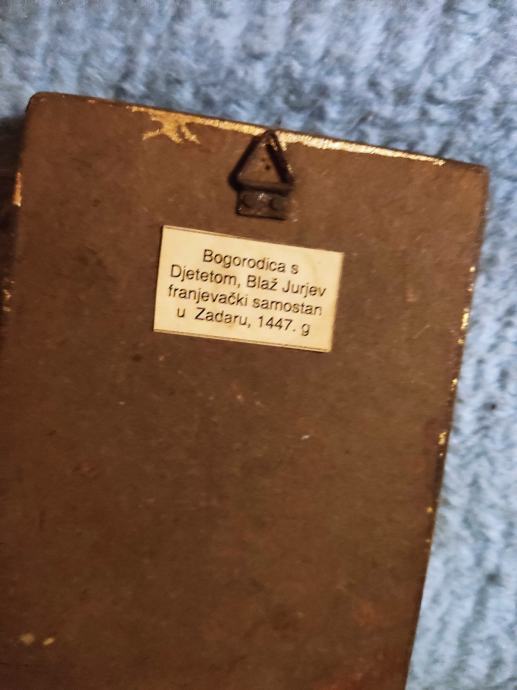 Bogorodica s
Djetetom, Blaž Jurjev
franjevački samostan
u Zadaru, 1447. g